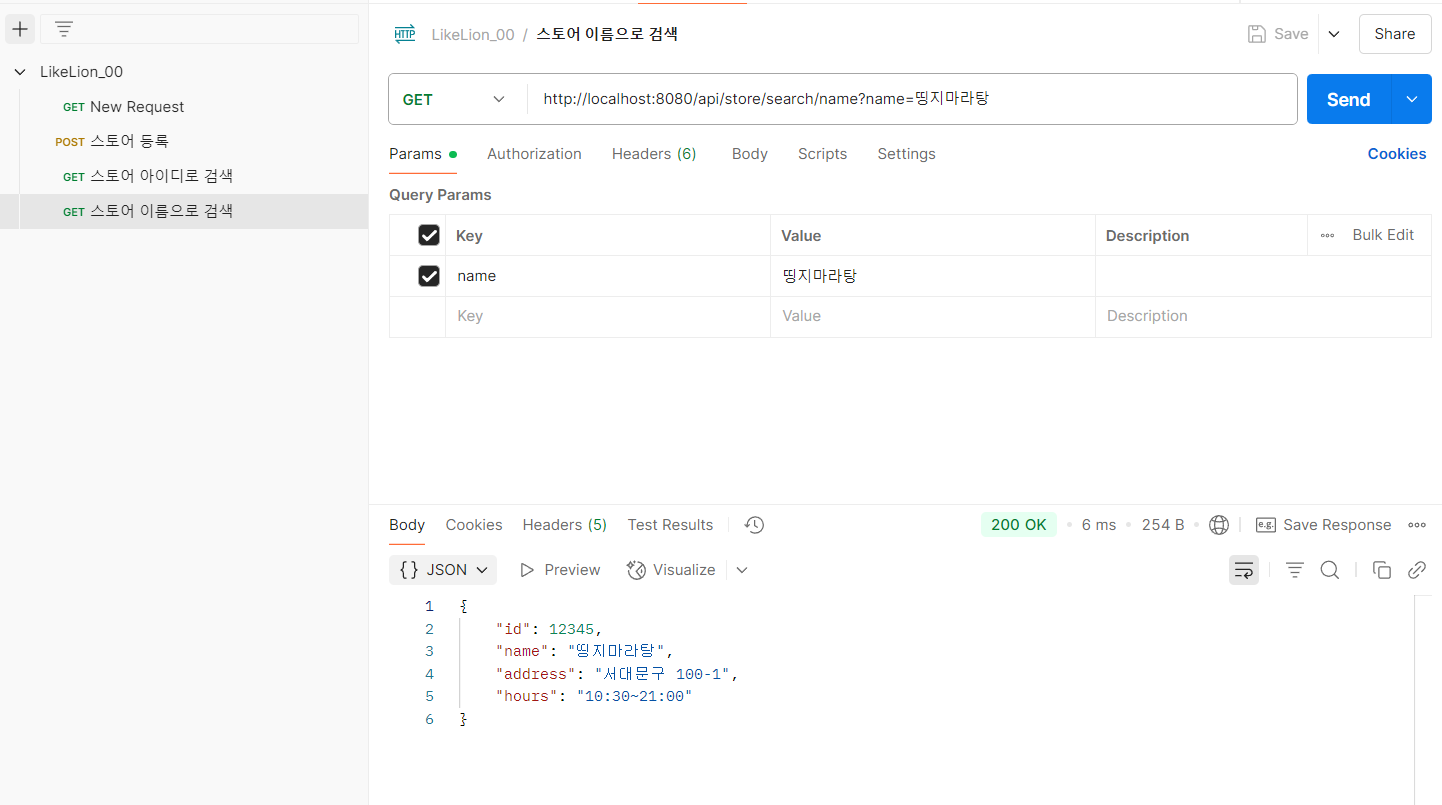 LikeLion_00 / 스토어 이름으로 검색
Save
Share
LikeLion_00
GET New Request
POST 스토어 등록
GET 스토어 아이디로 검색
GET 스토어 이름으로 검색
GET http://localhost:8080/api/store/search/name?name=띵지마라탕
Send
Params Authorization Headers (6) Body Scripts Settings Cookies
Query Params
Key Value Description Bulk Edit
name 띵지마라탕
Key Value Description
Body Cookies Headers (5) Test Results 200 OK 6 ms 254 B e.g. Save Response
{} JSON Preview Visualize
1 {
2 "id": 12345,
3 "name": "띵지마라탕",
4 "address": "서대문구 100-1",
5 "hours": "10:30~21:00"
6 }